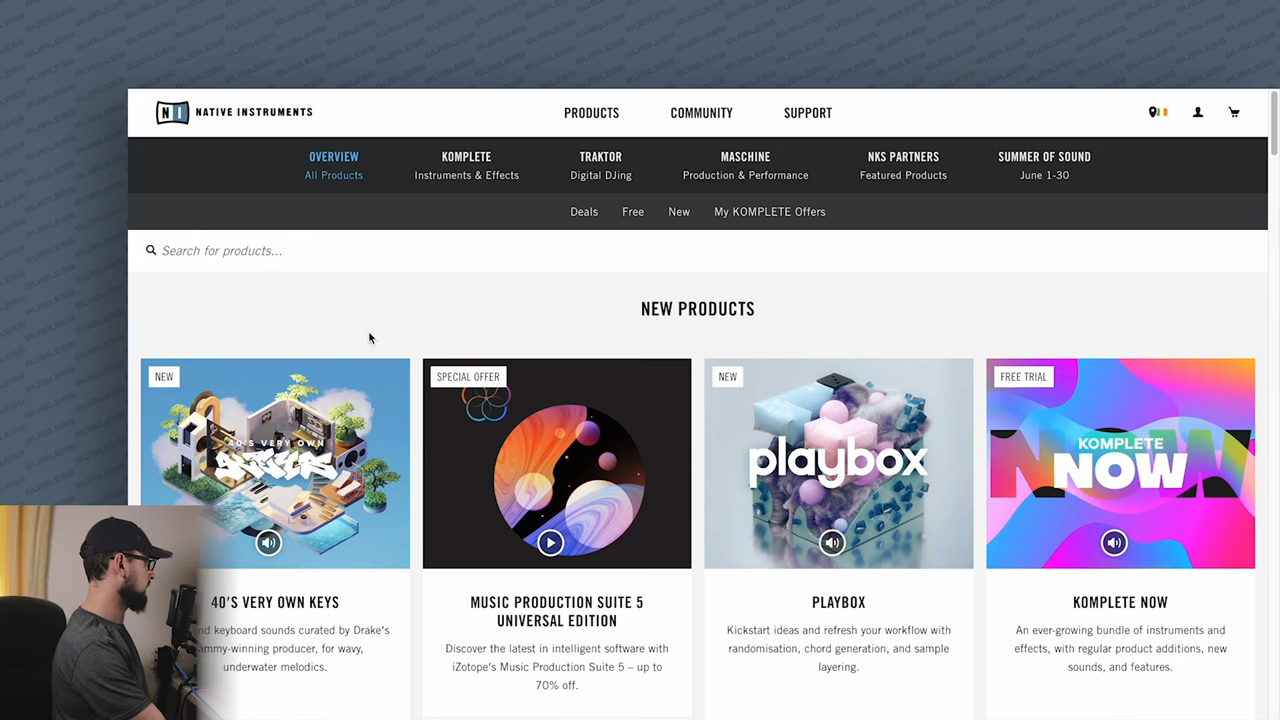 NATIVE INSTRUMENTS
PRODUCTS
COMMUNITY
SUPPORT
OVERVIEW
All Products
KOMPLETE
Instruments & Effects
TRAKTOR
Digital DJing
MASCHINE
Production & Performance
NKS PARTNERS
Featured Products
SUMMER OF SOUND
June 1-30
Deals
Free
New
My KOMPLETE Offers
Search for products...
NEW PRODUCTS
NEW
40'S VERY OWN
SPECIAL OFFER
NEW
playbox
FREE TRIAL
NOW
KOMPLETE
NOW
40'S VERY OWN KEYS
keyboard sounds curated by Drake's
producer, for wavy,
underwater melodics.
MUSIC PRODUCTION SUITE 5
UNIVERSAL EDITION
Discover the latest in intelligent software with
iZotope's Music Production Suite 5 – up to
70% off.
PLAYBOX
Kickstart ideas and refresh your workflow with
randomisation, chord generation, and sample
layering.
KOMPLETE NOW
An ever-growing bundle of instruments and
effects, with regular product additions, new
sounds, and features.